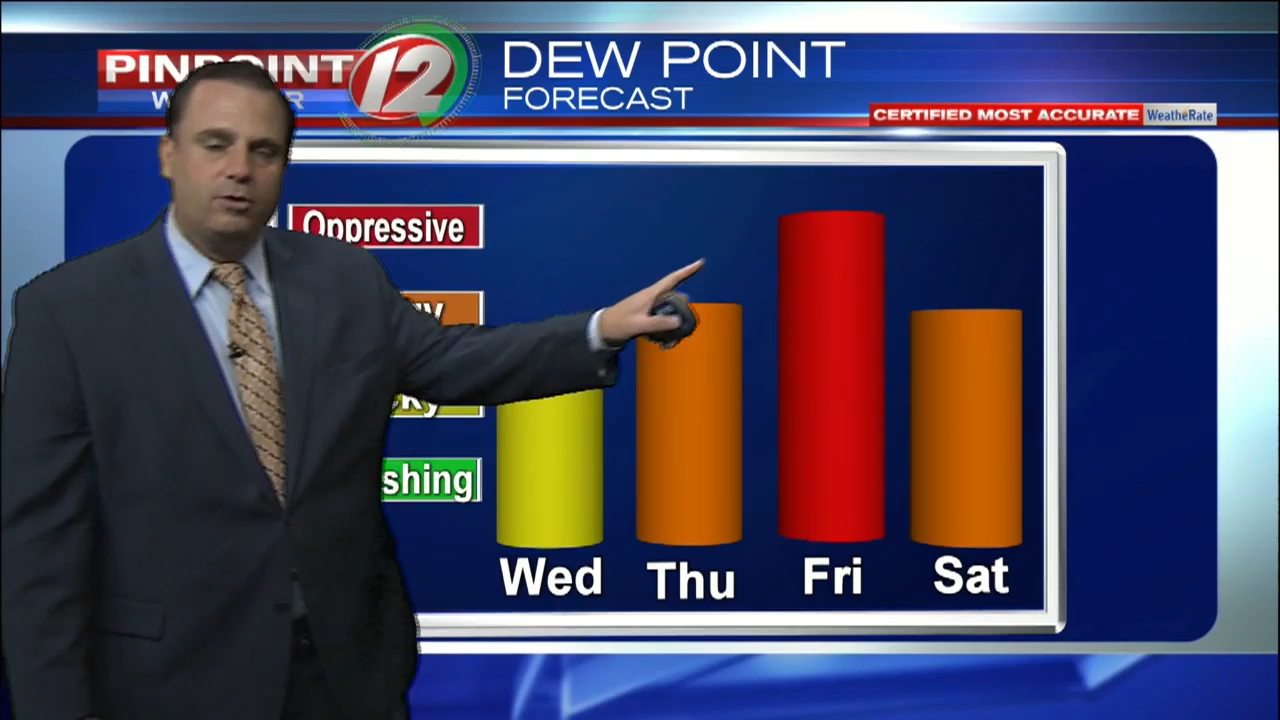 PINPOINT 12
DEW POINT
FORECAST
CERTIFIED MOST ACCURATE WeatheRate
Oppressive
Wed Thu Fri Sat